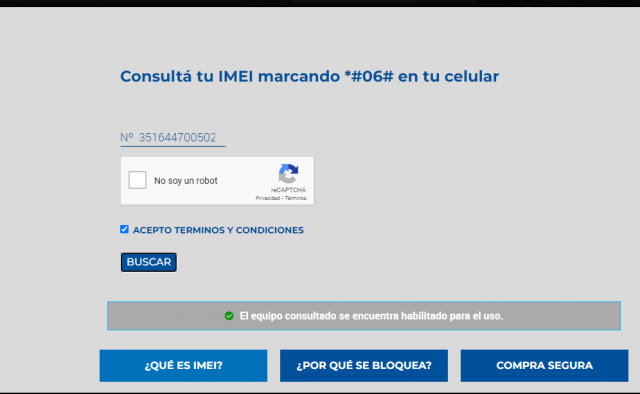 Consultá tu IMEI marcando *#06# en tu celular
Nº 351644700502
No soy un robot
reCAPTCHA
Privacidad - Términos
ACEPTO TERMINOS Y CONDICIONES
BUSCAR
El equipo consultado se encuentra habilitado para el uso.
¿QUÉ ES IMEI? ¿POR QUÉ SE BLOQUEA? COMPRA SEGURA